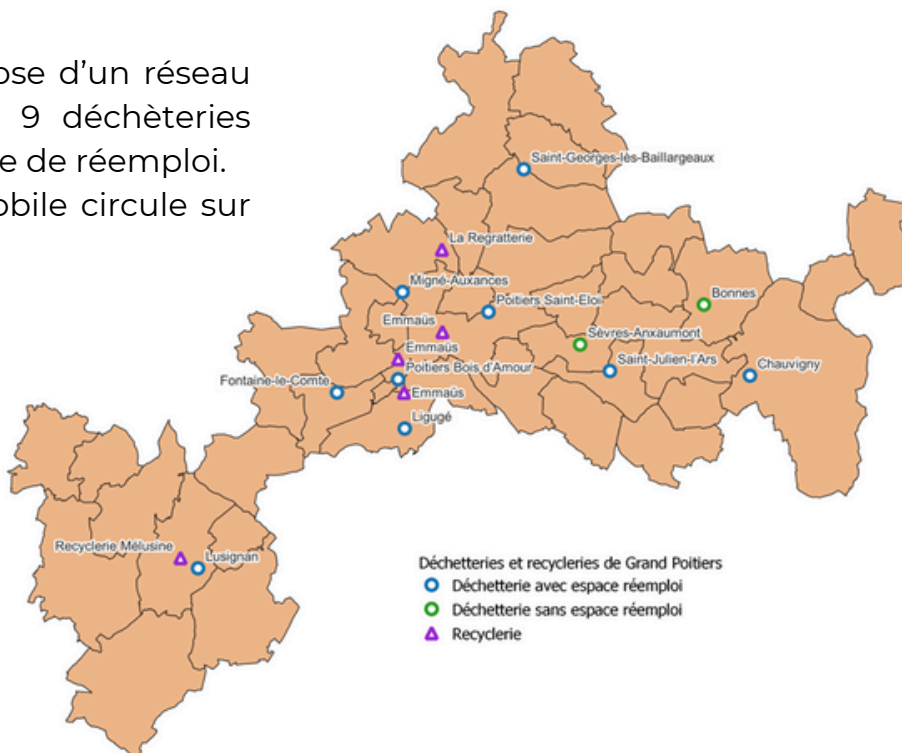 ose d'un réseau
9 déchèteries
e de réemploi.
obile circule sur
Saint-Georges-lès-Baillargeaux
La Regratterie
Migné-Auxances
Poitiers Saint-Eloi
Bonnes
Emmaüs
Sèvres-Anxaumont
Emmaüs
Saint-Julien-l'Ars
Poitiers Bois d'Amour
Chauvigny
Fontaine-le-Comte
Emmaüs
Ligugé
Recyclerie Mélusine
Lusignan
Déchetteries et recycleries de Grand Poitiers
Déchetterie avec espace réemploi
Déchetterie sans espace réemploi
Recyclerie